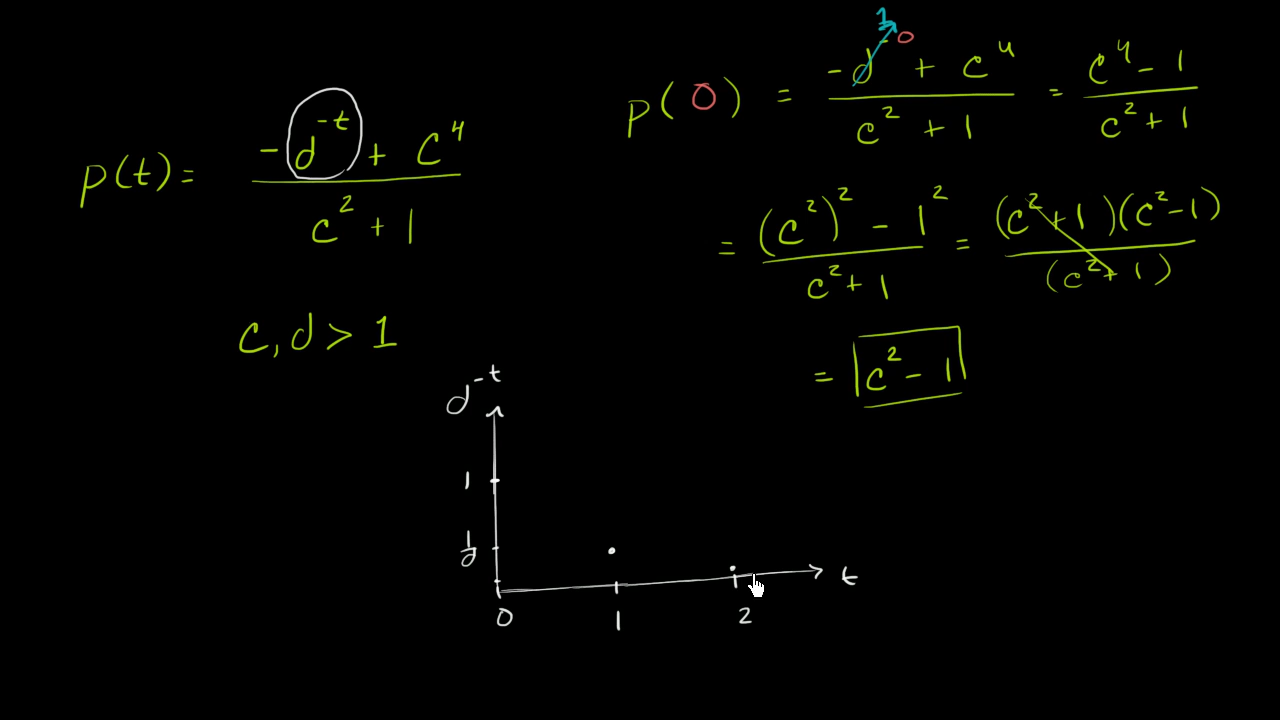 p(t) = (-d^{-t} + c^4) / (c^2 + 1)
c, d > 1
p(0) = (-d^{-0} + c^4) / (c^2 + 1) = (c^4 - 1) / (c^2 + 1)
1
= ((c^2)^2 - 1^2) / (c^2 + 1) = (c^2 + 1)(c^2 - 1) / (c^2 + 1)
= c^2 - 1
d^{-t}
1
1/d
t
0 1 2